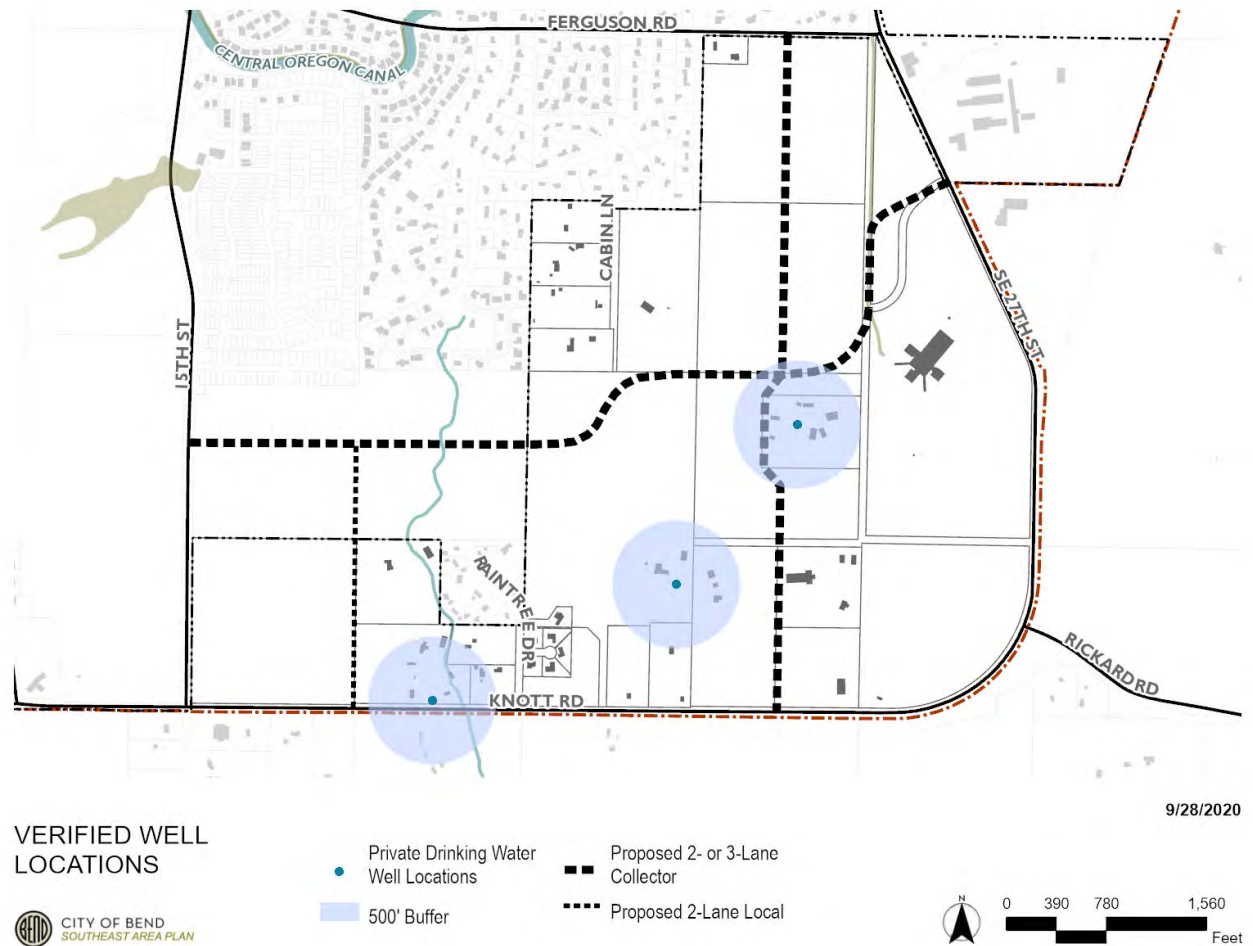 FERGUSON RD
CENTRAL OREGON CANAL
CABIN LN
SE 27TH ST
15TH ST
RAINTREE DR
RICKARD RD
KNOTT RD
9/28/2020
VERIFIED WELL
LOCATIONS
Private Drinking Water
Well Locations
500' Buffer
Proposed 2- or 3-Lane
Collector
Proposed 2-Lane Local
BEND
CITY OF BEND
SOUTHEAST AREA PLAN
N
0 390 780 1,560
Feet